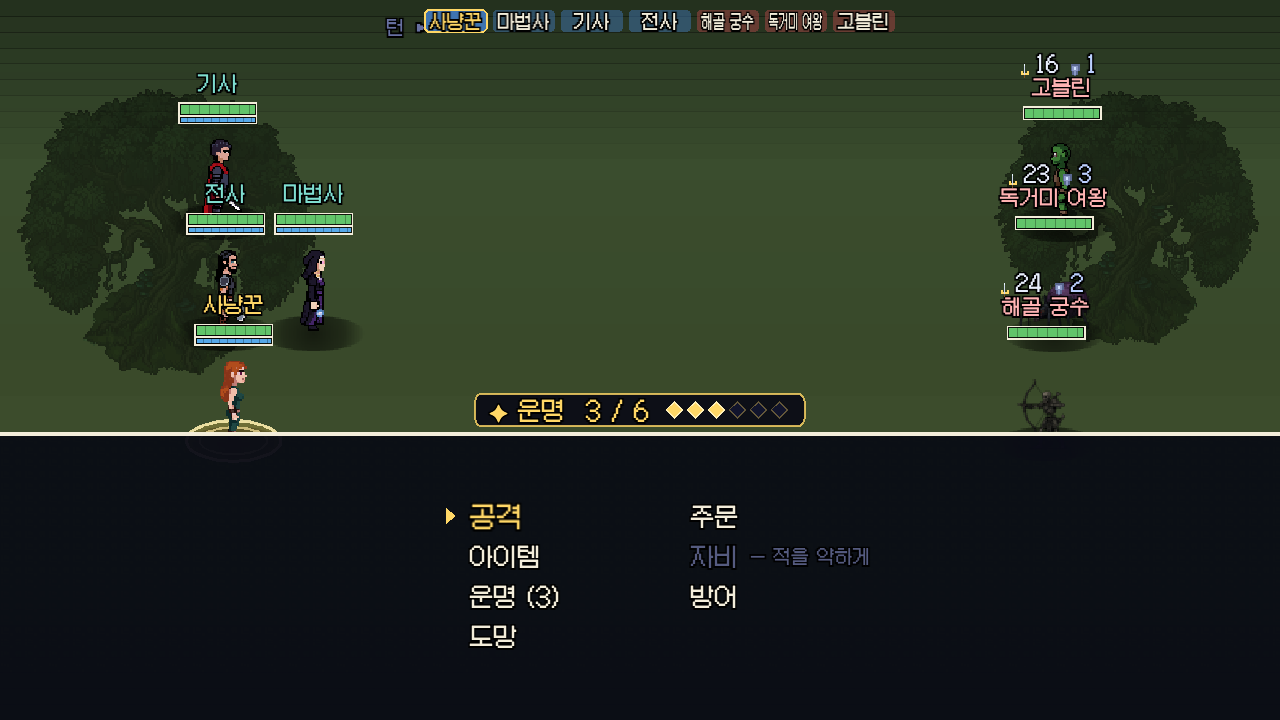 턴 사냥꾼 마법사 기사 전사 해골 궁수 독거미 여왕 고블린
16 1
고블린
기사
23 3
독거미 여왕
전사 마법사
24 2
해골 궁수
사냥꾼
운명 3 / 6
공격 주문
아이템 자비 – 적을 약하게
운명 (3) 방어
도망